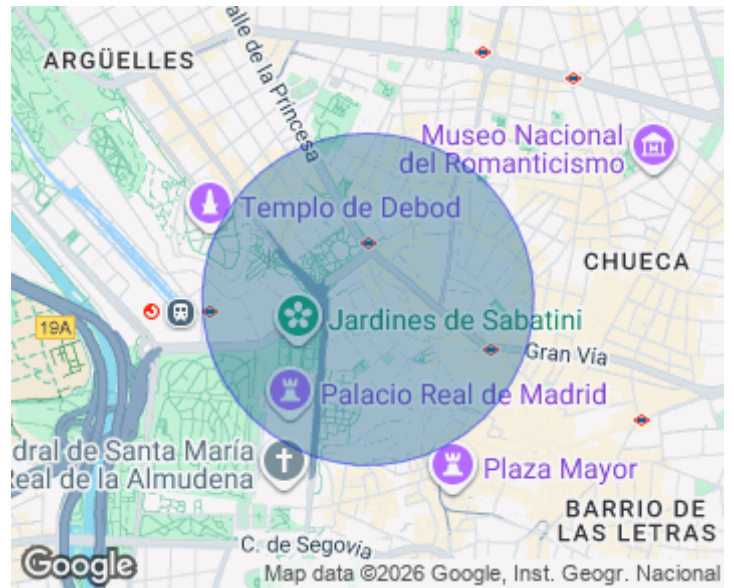 ARGÜELLES
alle de la Princesa
Museo Nacional
del Romanticismo
Templo de Debod
CHUECA
19A
Jardines de Sabatini
Gran Vía
Palacio Real de Madrid
dral de Santa María
Real de la Almudena
Plaza Mayor
BARRIO DE
LAS LETRAS
C. de Segovia
Google
Map data ©2026 Google, Inst. Geogr. Nacional